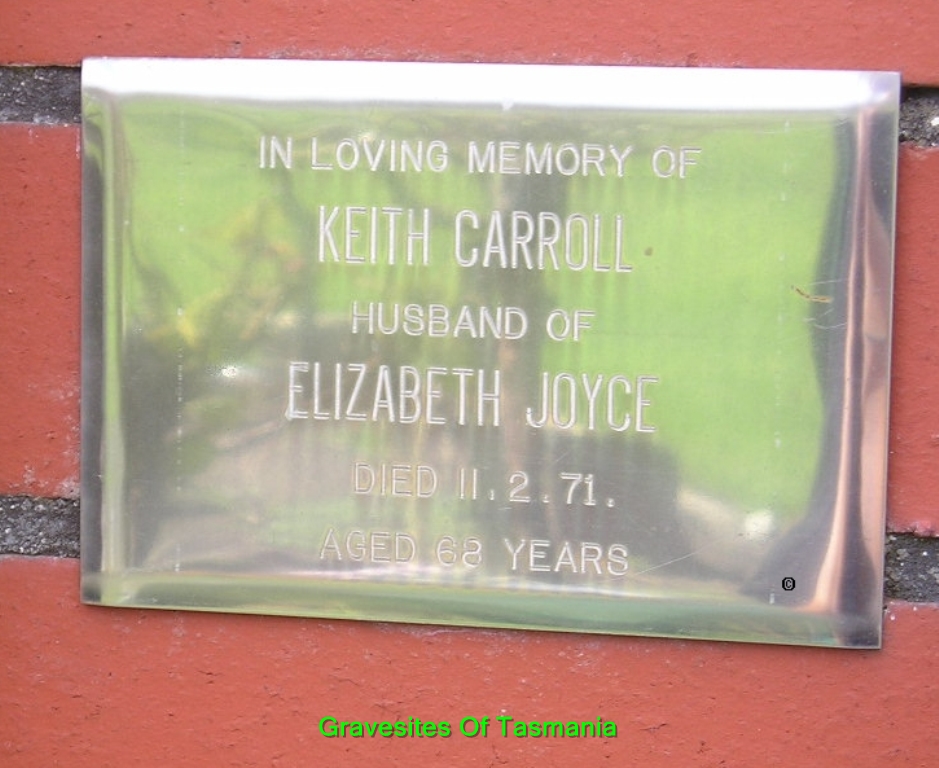 IN LOVING MEMORY OF
KEITH CARROLL
HUSBAND OF
ELIZABETH JOYCE
DIED 11.2.71.
AGED 68 YEARS
©
Gravesites Of Tasmania